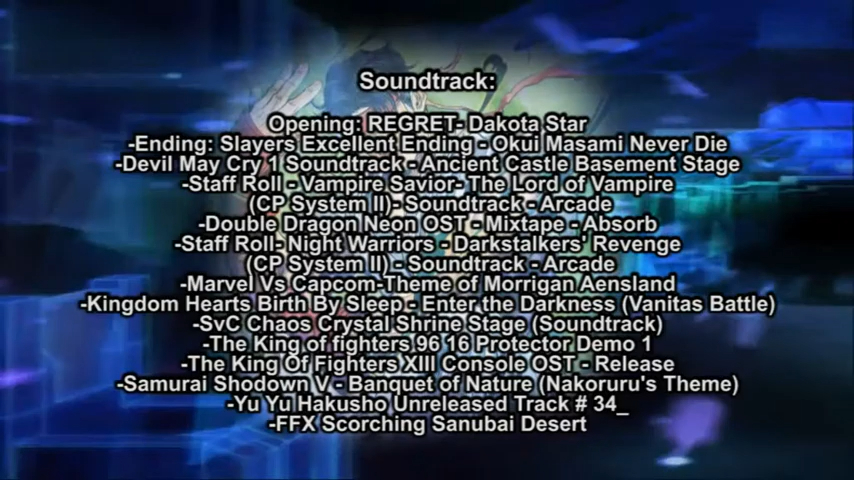 Soundtrack:
Opening: REGRET- Dakota Star
-Ending: Slayers Excellent Ending - Okui Masami Never Die
-Devil May Cry 1 Soundtrack - Ancient Castle Basement Stage
-Staff Roll - Vampire Savior- The Lord of Vampire
(CP System II)- Soundtrack - Arcade
-Double Dragon Neon OST - Mixtape - Absorb
-Staff Roll- Night Warriors - Darkstalkers' Revenge
(CP System II) - Soundtrack - Arcade
-Marvel Vs Capcom-Theme of Morrigan Aensland
-Kingdom Hearts Birth By Sleep - Enter the Darkness (Vanitas Battle)
-SvC Chaos Crystal Shrine Stage (Soundtrack)
-The King of fighters 96 16 Protector Demo 1
-The King Of Fighters XIII Console OST - Release
-Samurai Shodown V - Banquet of Nature (Nakoruru's Theme)
-Yu Yu Hakusho Unreleased Track # 34_
-FFX Scorching Sanubai Desert